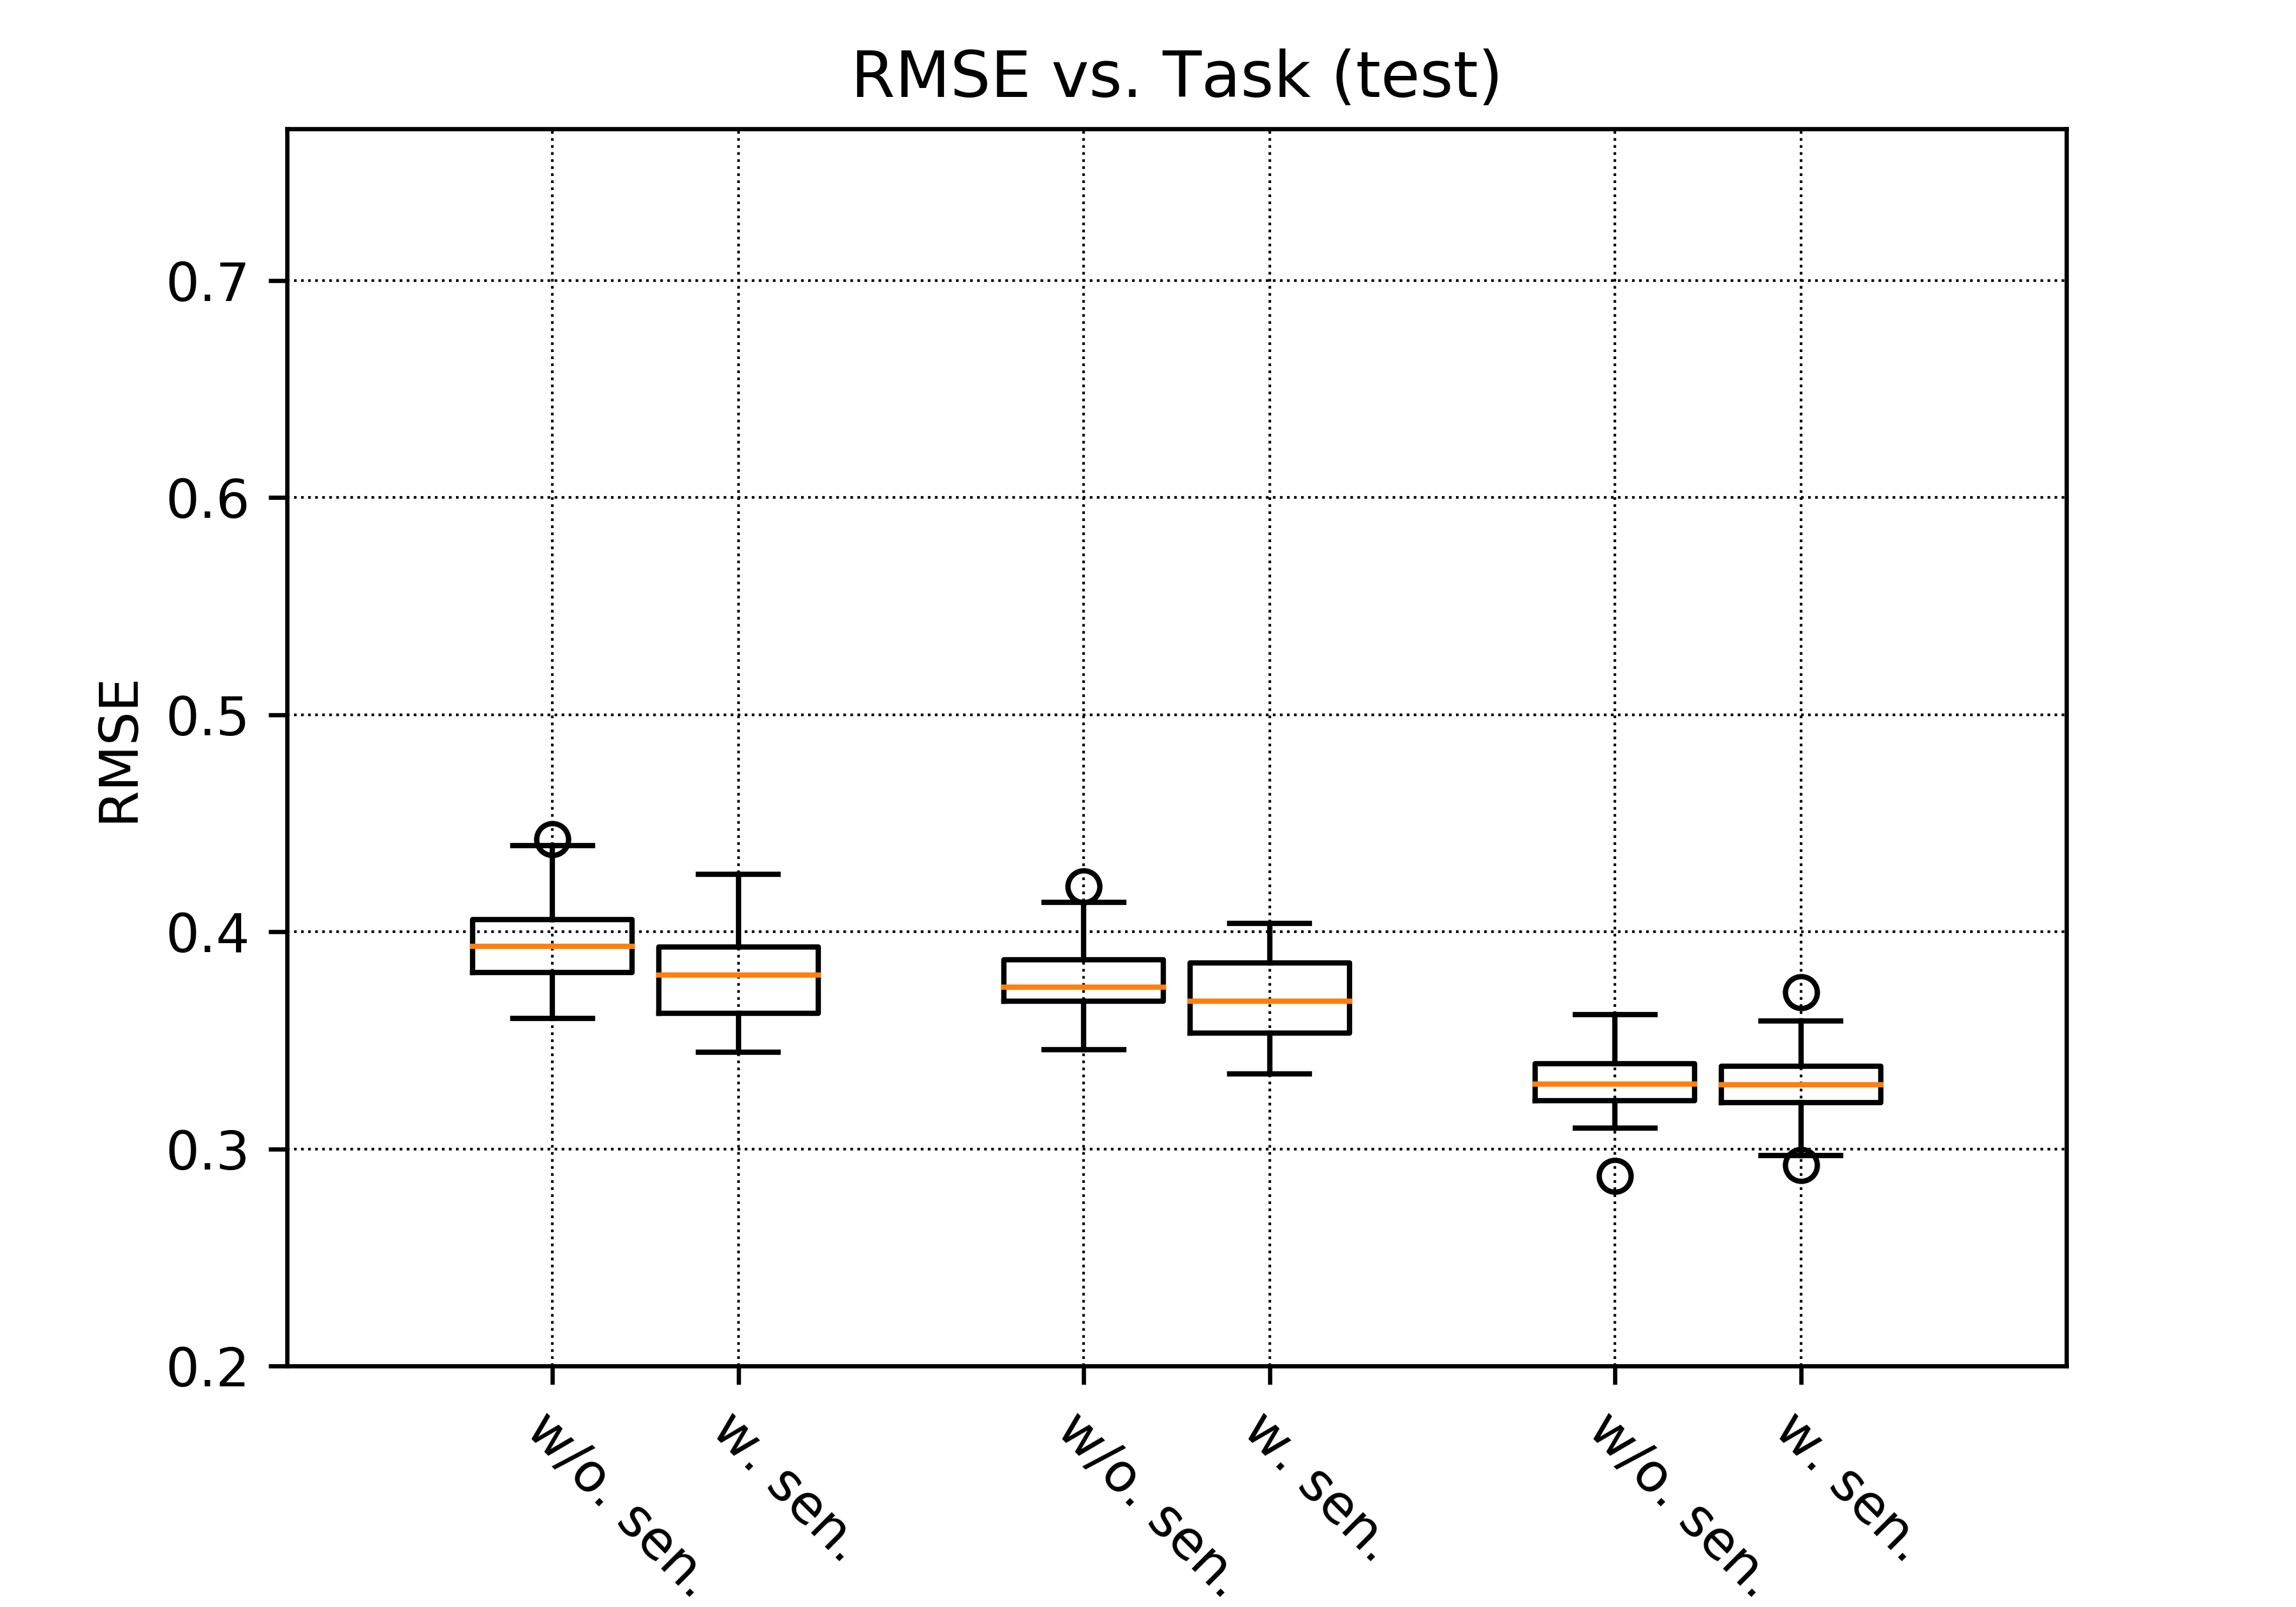 RMSE vs. Task (test)
RMSE
0.7
0.6
0.5
0.4
0.3
0.2
w/o. sen.
w. sen.
w/o. sen.
w. sen.
w/o. sen.
w. sen.